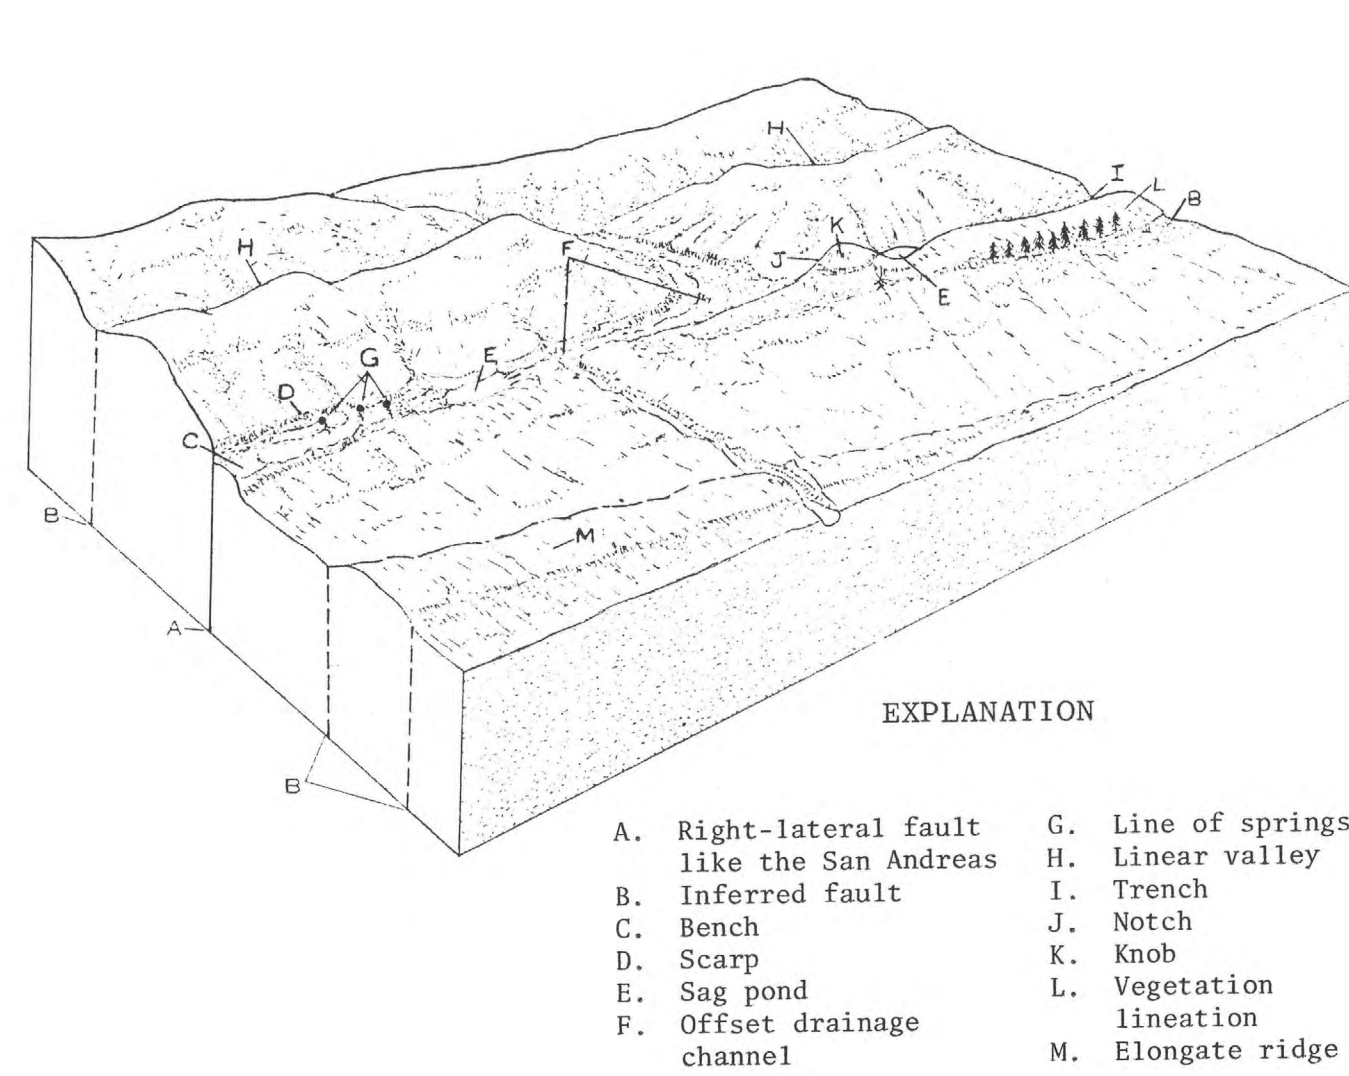 H
I
L
B
K
F
H
J
E
G
E
D
C
B
M
A
B
EXPLANATION
A. Right-lateral fault
like the San Andreas
B. Inferred fault
C. Bench
D. Scarp
E. Sag pond
F. Offset drainage
channel
G. Line of springs
H. Linear valley
I. Trench
J. Notch
K. Knob
L. Vegetation
lineation
M. Elongate ridge